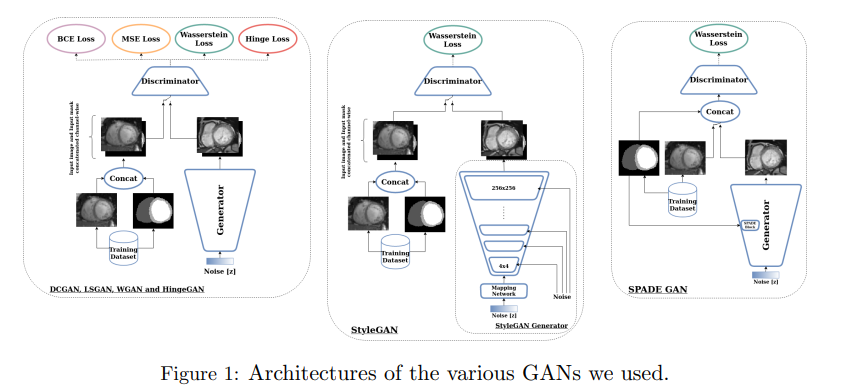 BCE Loss
MSE Loss
Wasserstein
Loss
Hinge Loss
Discriminator
Input image and Input mask
concatenated channel-wise
Concat
Training
Dataset
Generator
Noise [z]
DCGAN, LSGAN, WGAN and HingeGAN
Wasserstein
Loss
Discriminator
Input image and Input mask
concatenated channel-wise
Concat
Training
Dataset
256x256
4x4
Mapping
Network
Noise [z]
Noise
StyleGAN Generator
StyleGAN
Wasserstein
Loss
Discriminator
Concat
Training
Dataset
SPADE
Block
Generator
Noise [z]
SPADE GAN
Figure 1: Architectures of the various GANs we used.